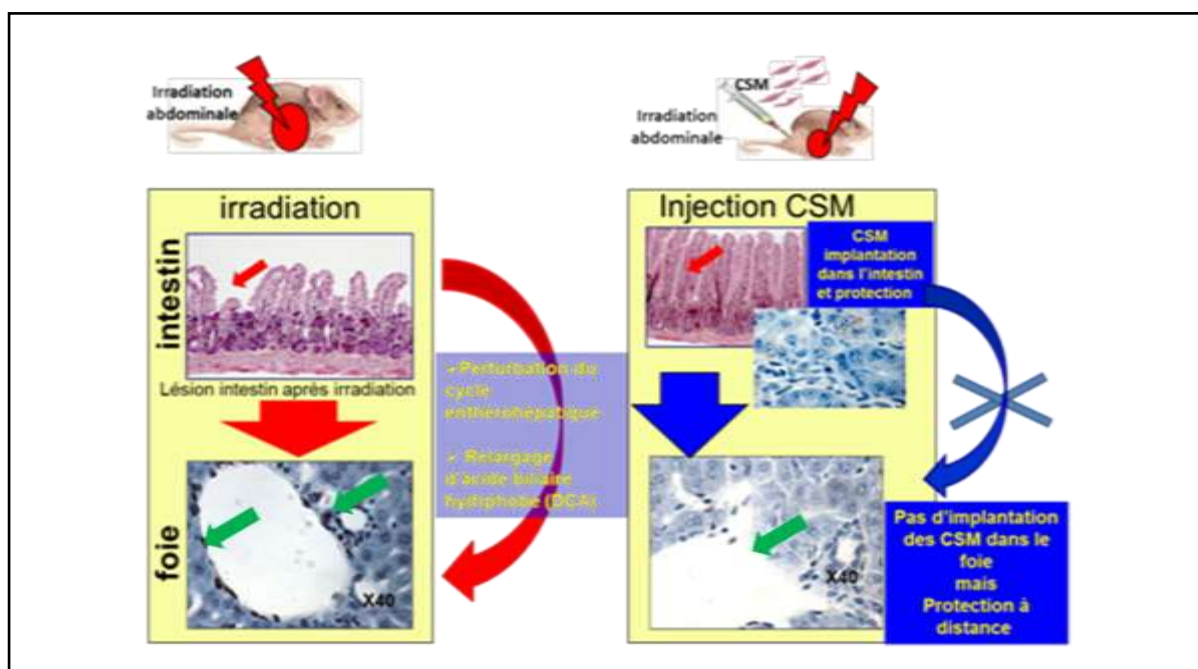 Irradiation
abdominale
CSM
Irradiation
abdominale
irradiation
intestin
Lésion intestin après irradiation
foie
X40
➢Perturbation du
cycle
enthérohépatique
➢ Relargage
d'acide biliaire
hydrphobe (DCA)
Injection CSM
CSM
implantation
dans l'intestin
et protection
X40
Pas d'implantation
des CSM dans le
foie
mais
Protection à
distance